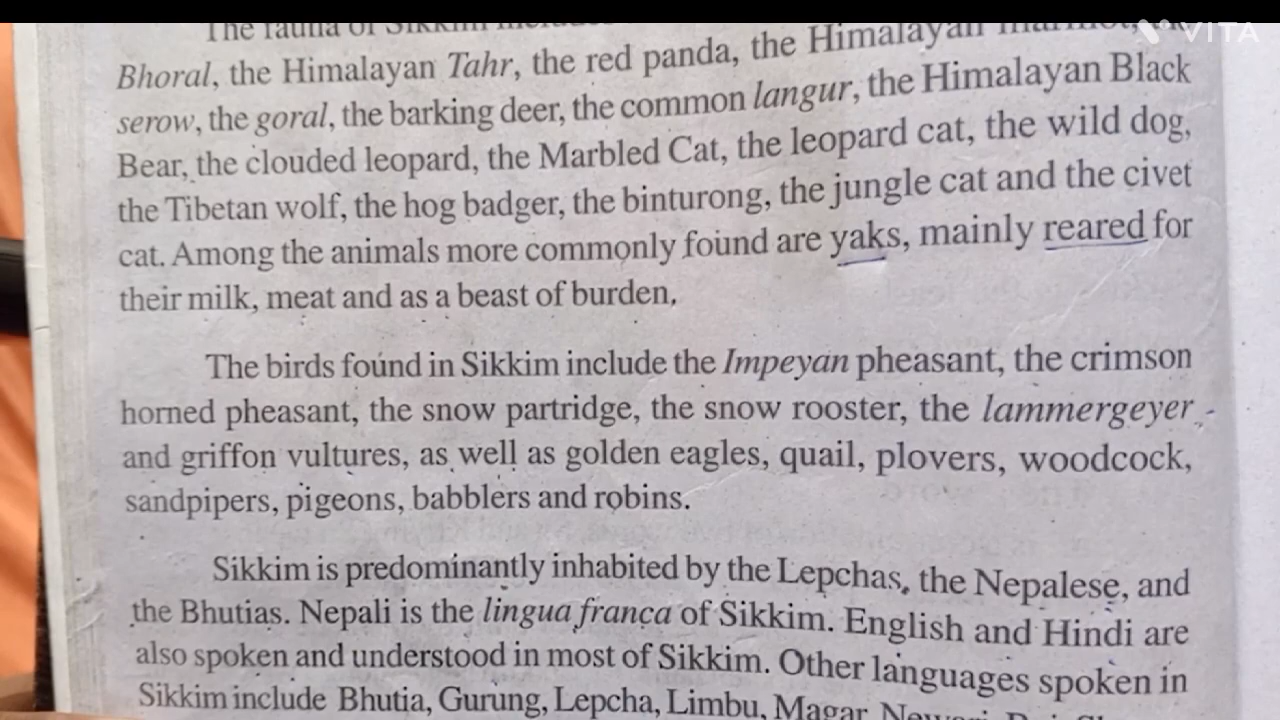 The fauna of Sikkim includes
Bhoral, the Himalayan Tahr, the red panda, the Himalayan marmot,
serow, the goral, the barking deer, the common langur, the Himalayan Black
Bear, the clouded leopard, the Marbled Cat, the leopard cat, the wild dog,
the Tibetan wolf, the hog badger, the binturong, the jungle cat and the civet
cat. Among the animals more commonly found are yaks, mainly reared for
their milk, meat and as a beast of burden.
The birds found in Sikkim include the Impeyan pheasant, the crimson
horned pheasant, the snow partridge, the snow rooster, the lammergeyer
and griffon vultures, as well as golden eagles, quail, plovers, woodcock,
sandpipers, pigeons, babblers and robins.
Sikkim is predominantly inhabited by the Lepchas, the Nepalese, and
the Bhutias. Nepali is the lingua franca of Sikkim. English and Hindi are
also spoken and understood in most of Sikkim. Other languages spoken in
Sikkim include Bhutia, Gurung, Lepcha, Limbu, Magar,
VITA